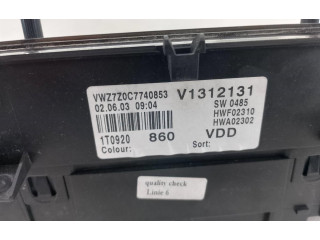 VWZ7Z0C7740853 V1312131
02.06.03 09:04 SW 0485
HWF02310
HWA02302
1T0920 860 VDD
Colour: Sort:
quality check
Linie 6